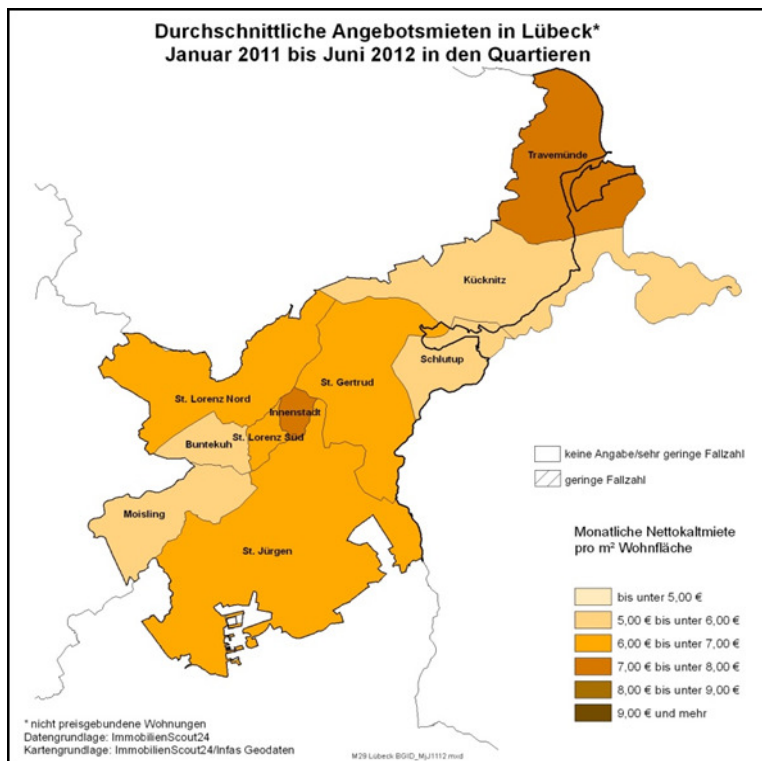 Durchschnittliche Angebotsmieten in Lübeck*
Januar 2011 bis Juni 2012 in den Quartieren
Travemünde
Kücknitz
Schlutup
St. Gertrud
St. Lorenz Nord
Innenstadt
St. Lorenz Süd
Buntekuh
Moisling
St. Jürgen
keine Angabe/sehr geringe Fallzahl
geringe Fallzahl
Monatliche Nettokaltmiete
pro m² Wohnfläche
bis unter 5,00 €
5,00 € bis unter 6,00 €
6,00 € bis unter 7,00 €
7,00 € bis unter 8,00 €
8,00 € bis unter 9,00 €
9,00 € und mehr
* nicht preisgebundene Wohnungen
Datengrundlage: ImmobilienScout24
Kartengrundlage: ImmobilienScout24/Infas Geodaten
M29 Lübeck BGID_MjJ1112 mxd